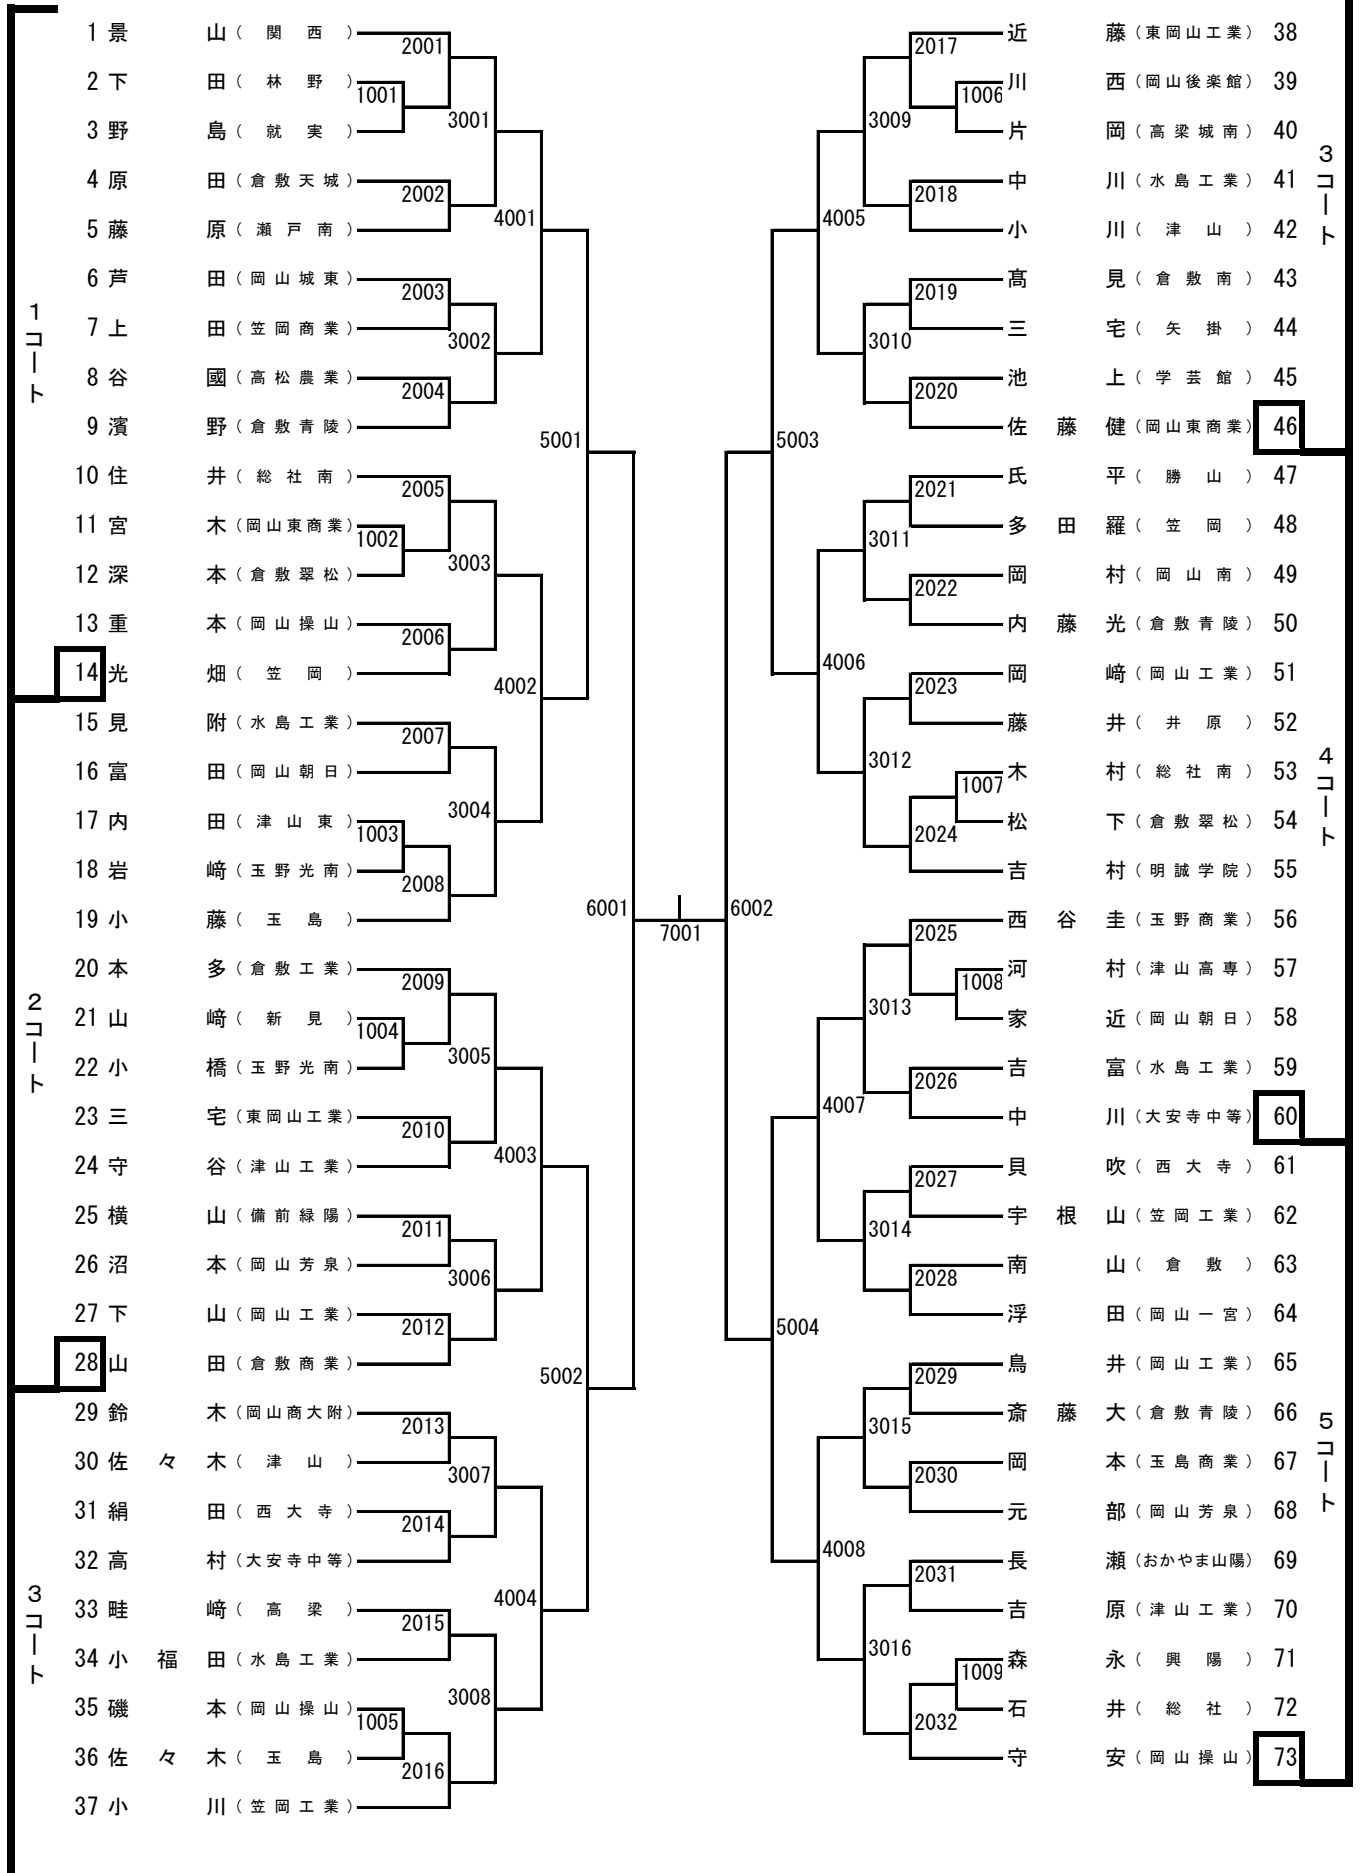 1 景山（関西） 2001
2 下田（林野） 1001
3 野島（就実） 3001
4 原田（倉敷天城） 2002
5 藤原（瀬戸南） 4001
6 芦田（岡山城東） 2003
7 上田（笠岡商業） 3002
8 谷國（高松農業） 2004
9 濱野（倉敷青陵） 5001
10 住井（総社南） 2005
11 宮木（岡山東商業） 1002
12 深本（倉敷翠松） 3003
13 重本（岡山操山） 2006
14 光畑（笠岡） 4002
15 見附（水島工業） 2007
16 富田（岡山朝日） 3004
17 内田（津山東） 1003
18 岩﨑（玉野光南） 2008
19 小藤（玉島） 6001
20 本多（倉敷工業） 2009
21 山﨑（新見） 1004
22 小橋（玉野光南） 3005
23 三宅（東岡山工業） 2010
24 守谷（津山工業） 4003
25 横山（備前緑陽） 2011
26 沼本（岡山芳泉） 3006
27 下山（岡山工業） 2012
28 山田（倉敷商業） 5002
29 鈴木（岡山商大附） 2013
30 佐々木（津山） 3007
31 絹田（西大寺） 2014
32 高村（大安寺中等） 4004
33 畦﨑（高梁） 2015
34 小福田（水島工業） 3008
35 磯本（岡山操山） 1005
36 佐々木（玉島） 2016
37 小川（笠岡工業）
1コート
2コート
3コート
7001
2017 近藤（東岡山工業） 38
1006 川西（岡山後楽館） 39
3009 片岡（高梁城南） 40
2018 中川（水島工業） 41
4005 小川（津山） 42
2019 髙見（倉敷南） 43
3010 三宅（矢掛） 44
2020 池上（学芸館） 45
5003 佐藤健（岡山東商業） 46
2021 氏平（勝山） 47
3011 多田羅（笠岡） 48
2022 岡村（岡山南） 49
内藤光（倉敷青陵） 50
4006 岡﨑（岡山工業） 51
2023 藤井（井原） 52
3012 木村（総社南） 53
1007 松下（倉敷翠松） 54
2024 吉村（明誠学院） 55
6002 西谷圭（玉野商業） 56
2025 河村（津山高専） 57
1008 家近（岡山朝日） 58
3013 吉富（水島工業） 59
2026 中川（大安寺中等） 60
4007 貝吹（西大寺） 61
2027 宇根山（笠岡工業） 62
3014 南山（倉敷） 63
2028 浮田（岡山一宮） 64
5004 鳥井（岡山工業） 65
2029 斎藤大（倉敷青陵） 66
3015 岡本（玉島商業） 67
2030 元部（岡山芳泉） 68
4008 長瀬（おかやま山陽） 69
2031 吉原（津山工業） 70
3016 森永（興陽） 71
1009 石井（総社） 72
2032 守安（岡山操山） 73
3コート
4コート
5コート